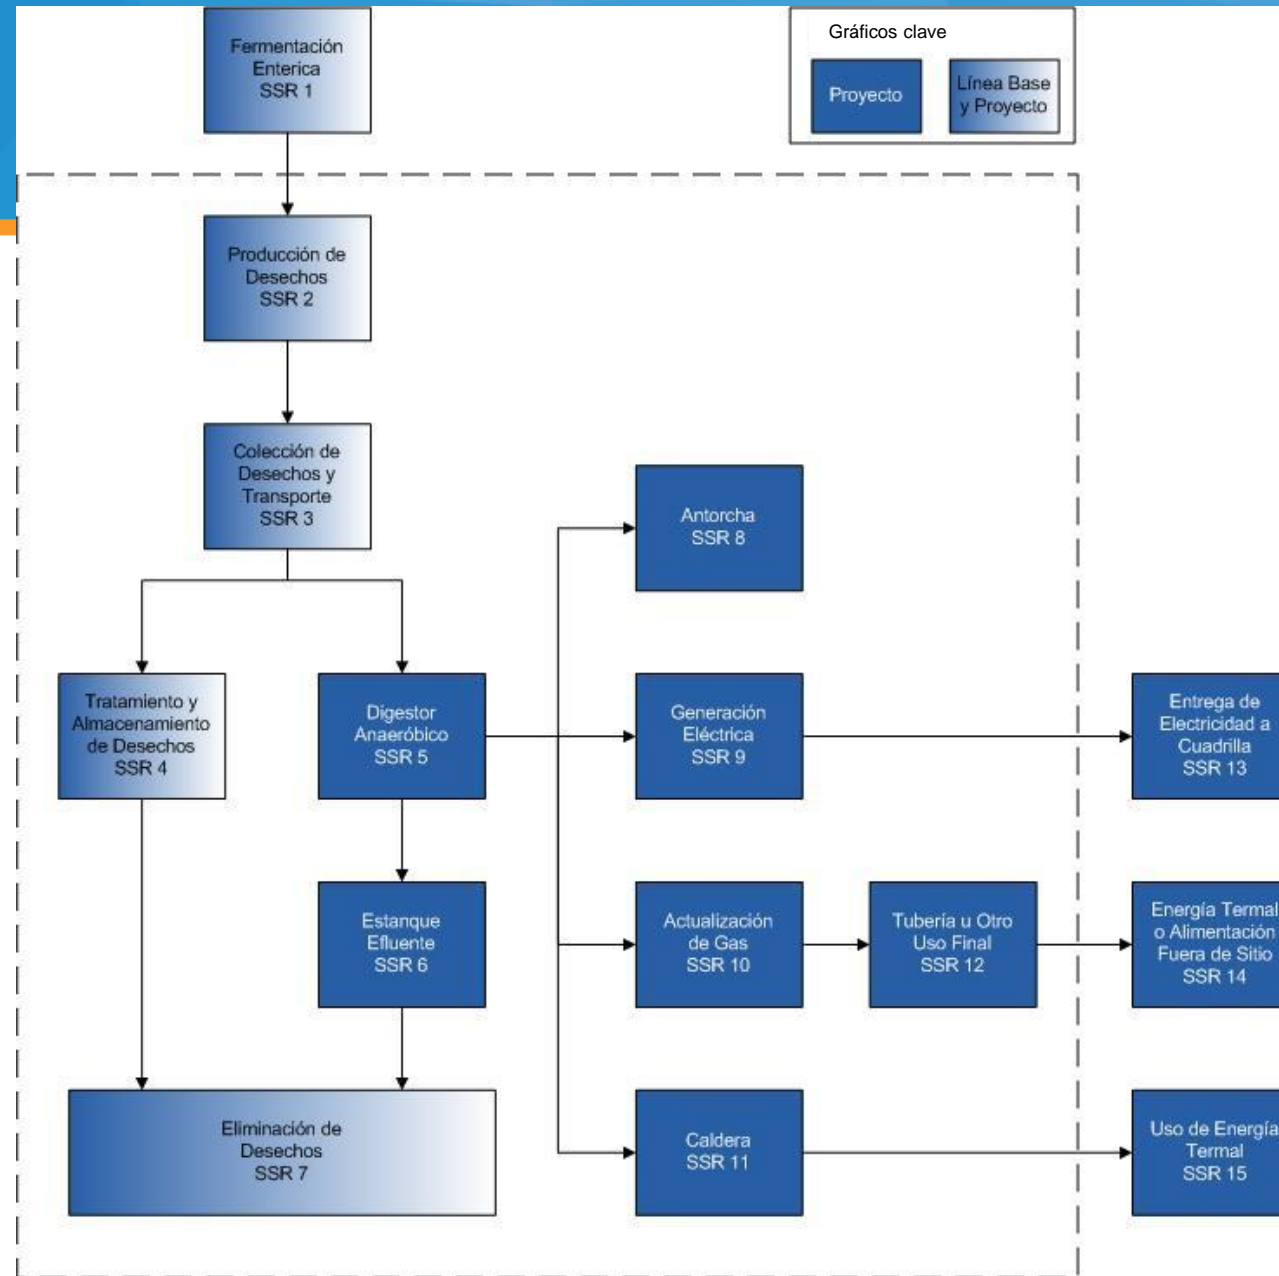 Fermentación
Enterica
SSR 1
Gráficos clave
Proyecto
Línea Base
y Proyecto
Producción de
Desechos
SSR 2
Colección de
Desechos y
Transporte
SSR 3
Antorcha
SSR 8
Tratamiento y
Almacenamiento
de Desechos
SSR 4
Digestor
Anaeróbico
SSR 5
Generación
Eléctrica
SSR 9
Entrega de
Electricidad a
Cuadrilla
SSR 13
Estanque
Efluente
SSR 6
Actualización
de Gas
SSR 10
Tubería u Otro
Uso Final
SSR 12
Energía Termal
o Alimentación
Fuera de Sitio
SSR 14
Eliminación de
Desechos
SSR 7
Caldera
SSR 11
Uso de Energía
Termal
SSR 15